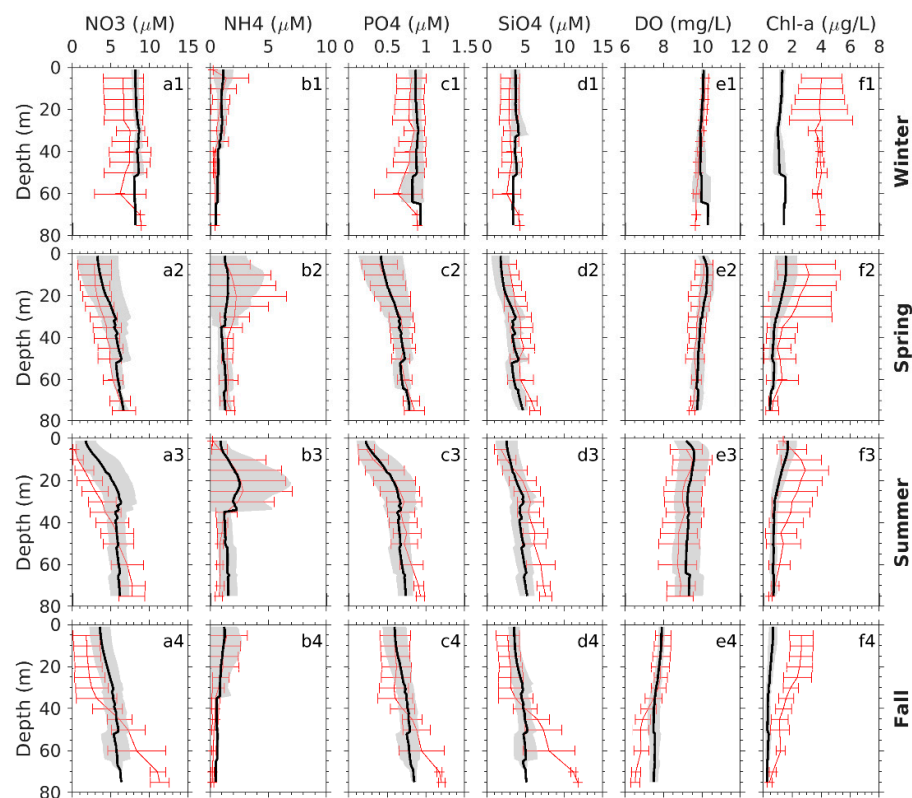 NO3 (μM) NH4 (μM) PO4 (μM) SiO4 (μM) DO (mg/L) Chl-a (μg/L)
0 5 10 15 0 5 10 0 0.5 1 1.5 0 5 10 15 6 8 10 12 0 2 4 6 8
0
20
40
60
80
Depth (m)
a1 b1 c1 d1 e1 f1
Winter
0
20
40
60
80
Depth (m)
a2 b2 c2 d2 e2 f2
Spring
0
20
40
60
80
Depth (m)
a3 b3 c3 d3 e3 f3
Summer
0
20
40
60
80
Depth (m)
a4 b4 c4 d4 e4 f4
Fall